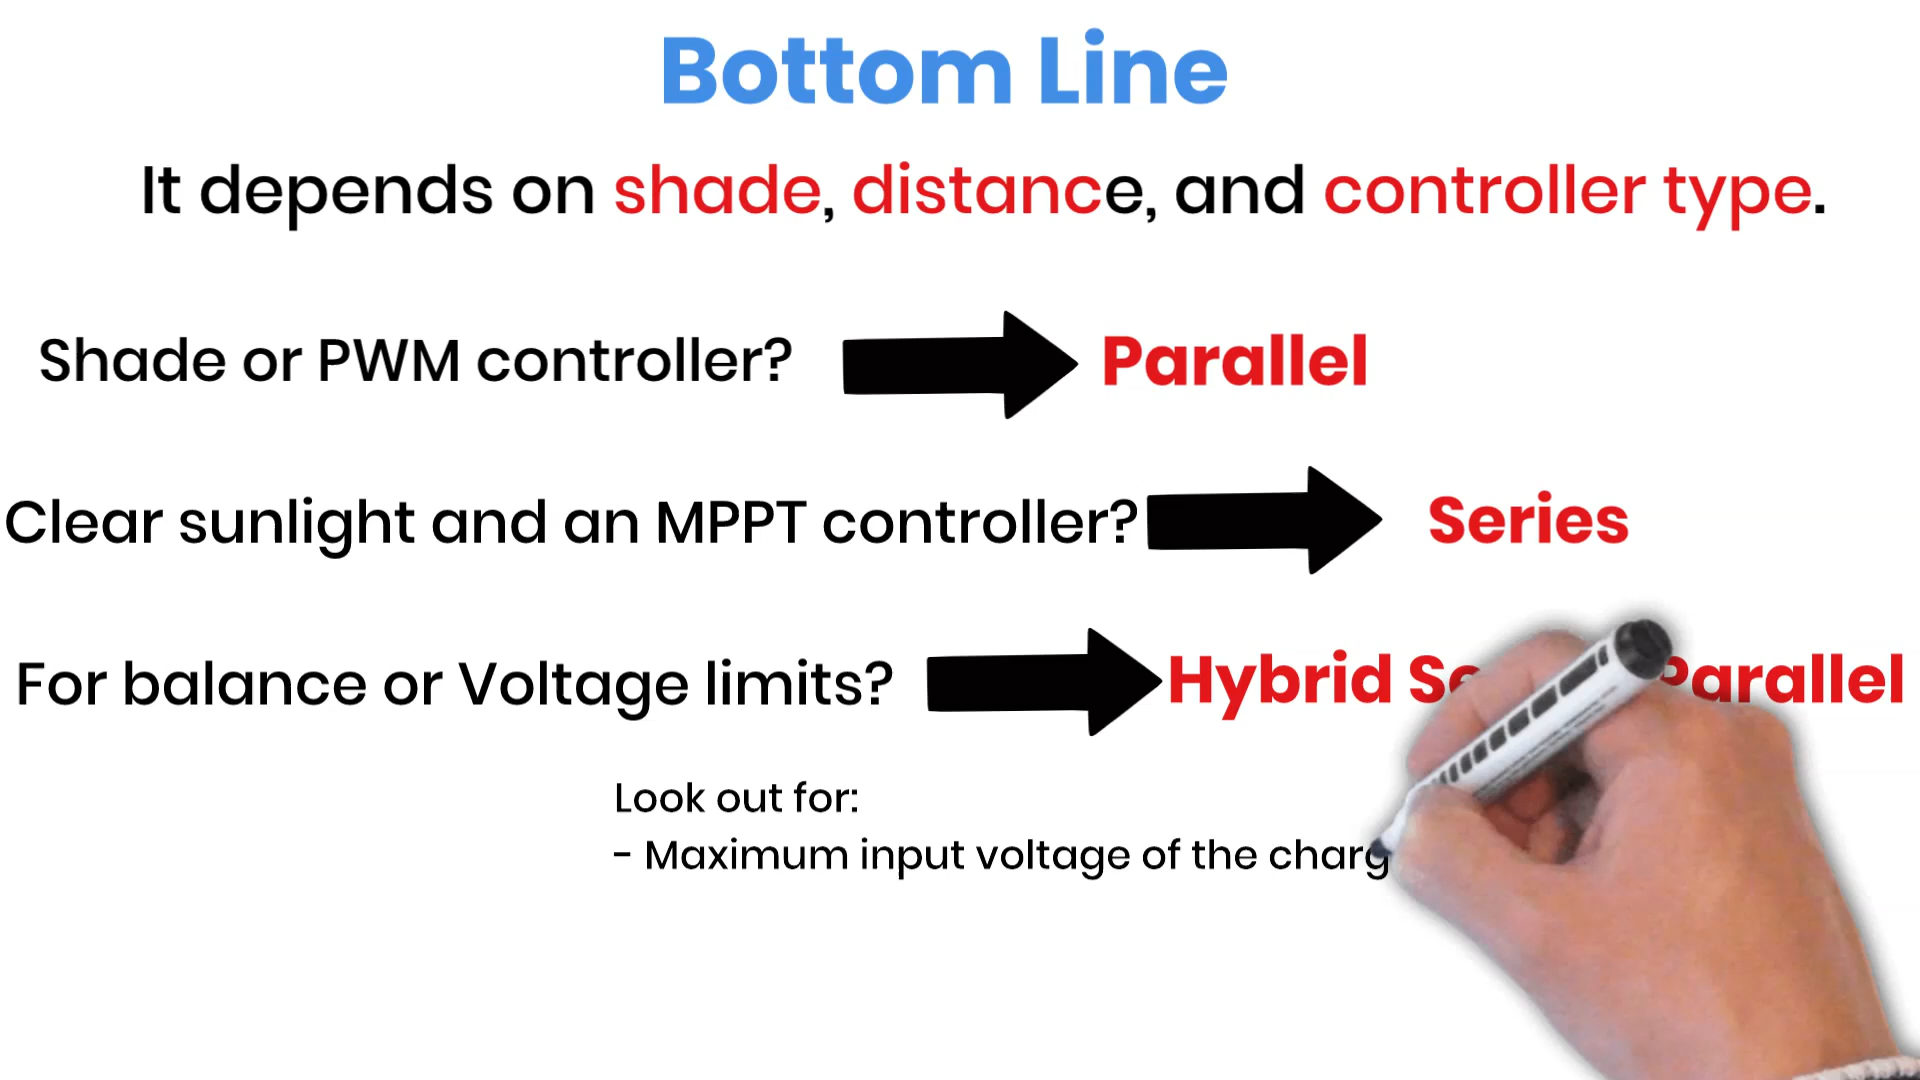 Bottom Line
It depends on shade, distance, and controller type.
Shade or PWM controller? Parallel
Clear sunlight and an MPPT controller? Series
For balance or Voltage limits? Hybrid Parallel
Look out for:
- Maximum input voltage of the charg